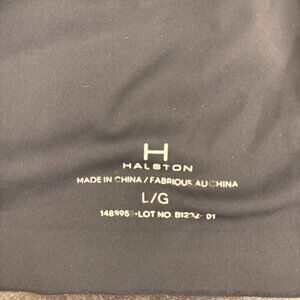 H
HALSTON
MADE IN CHINA / FABRIQUE AU CHINA
L/G
LOT NO